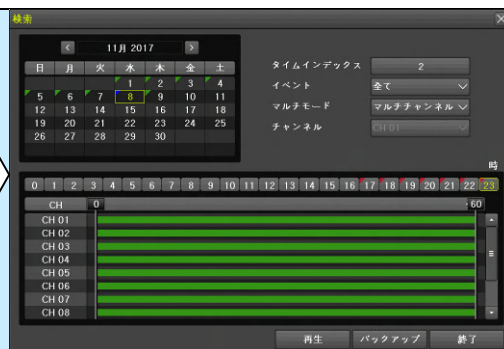 検索
11月 2017
日 月 火 水 木 金 土
1 2 3 4
5 6 7 8 9 10 11
12 13 14 15 16 17 18
19 20 21 22 23 24 25
26 27 28 29 30
タイムインデックス 2
イベント 全て
マルチモード マルチチャンネル
チャンネル CH 01
時
0 1 2 3 4 5 6 7 8 9 10 11 12 13 14 15 16 17 18 19 20 21 22 23
CH 0 60
CH 01
CH 02
CH 03
CH 04
CH 05
CH 06
CH 07
CH 08
再生 バックアップ 終了